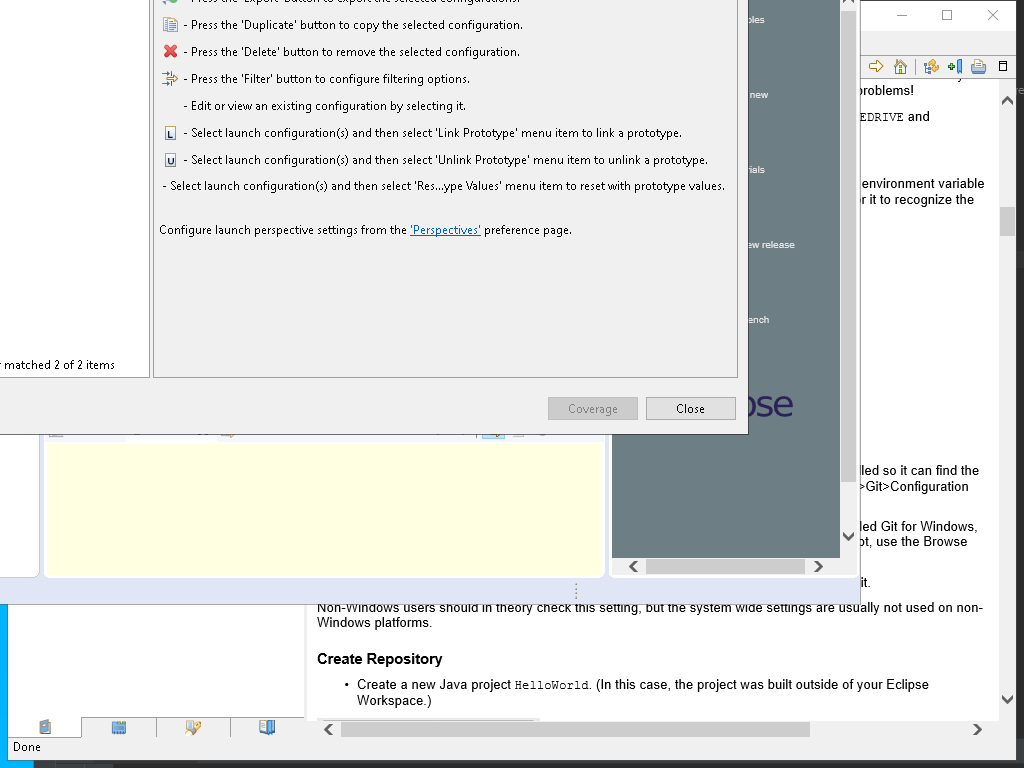 - Press the 'Export' button to export the selected configurations.
- Press the 'Duplicate' button to copy the selected configuration.
- Press the 'Delete' button to remove the selected configuration.
- Press the 'Filter' button to configure filtering options.
- Edit or view an existing configuration by selecting it.
L - Select launch configuration(s) and then select 'Link Prototype' menu item to link a prototype.
U - Select launch configuration(s) and then select 'Unlink Prototype' menu item to unlink a prototype.
- Select launch configuration(s) and then select 'Res...ype Values' menu item to reset with prototype values.
Configure launch perspective settings from the 'Perspectives' preference page.
matched 2 of 2 items
Coverage
Close
new
ew release
problems!
EDRIVE and
environment variable
it to recognize the
led so it can find the
>Git>Configuration
led Git for Windows,
ot, use the Browse
it.
Non-Windows users should in theory check this setting, but the system wide settings are usually not used on non-
Windows platforms.
Create Repository
• Create a new Java project HelloWorld. (In this case, the project was built outside of your Eclipse
Workspace.)
Done